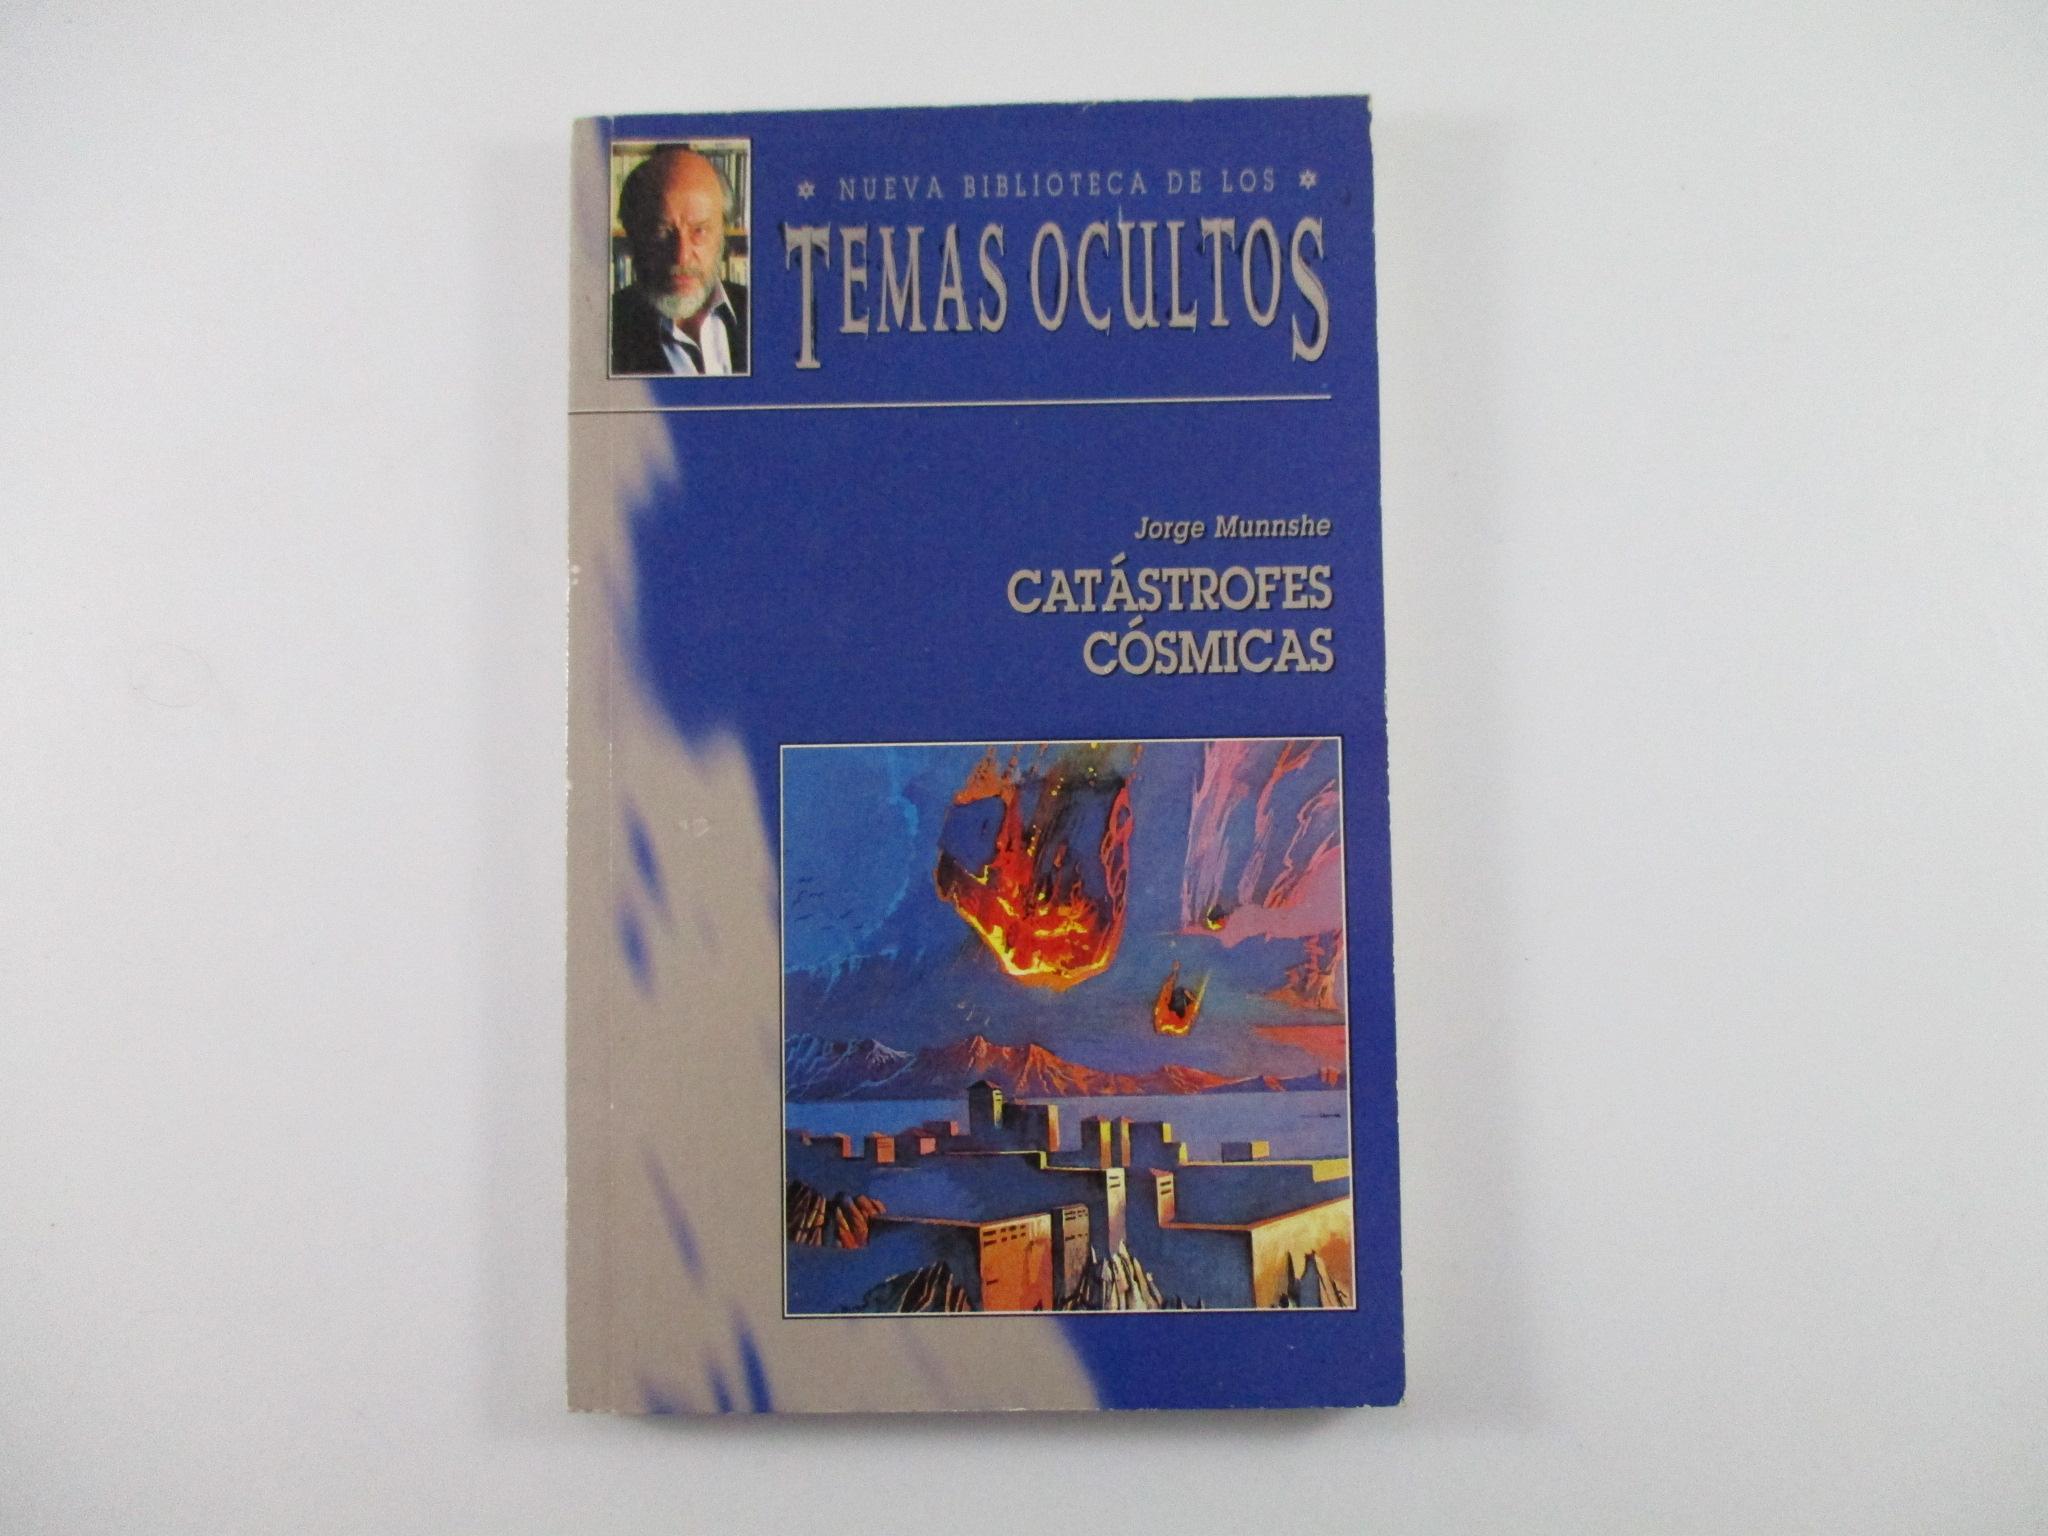 NUEVA BIBLIOTECA DE LOS
TEMAS OCULTOS
Jorge Munnshe
CATÁSTROFES
CÓSMICAS